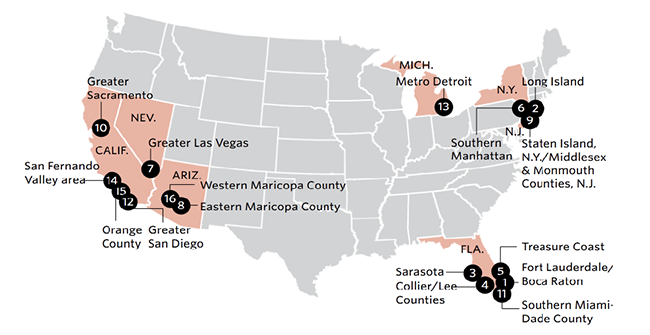 MICH.
Metro Detroit
13
Greater
Sacramento
10
NEV.
CALIF.
Greater Las Vegas
7
San Fernando
Valley area
14
15
12
Orange
County
Greater
San Diego
ARIZ.
Western Maricopa County
16
8
Eastern Maricopa County
N.Y.
Long Island
6
2
9
N.J.
Southern
Manhattan
Staten Island,
N.Y./Middlesex
& Monmouth
Counties, N.J.
FLA.
Treasure Coast
Sarasota
3
5
Fort Lauderdale/
Boca Raton
1
Collier/Lee
Counties
4
11
Southern Miami-
Dade County